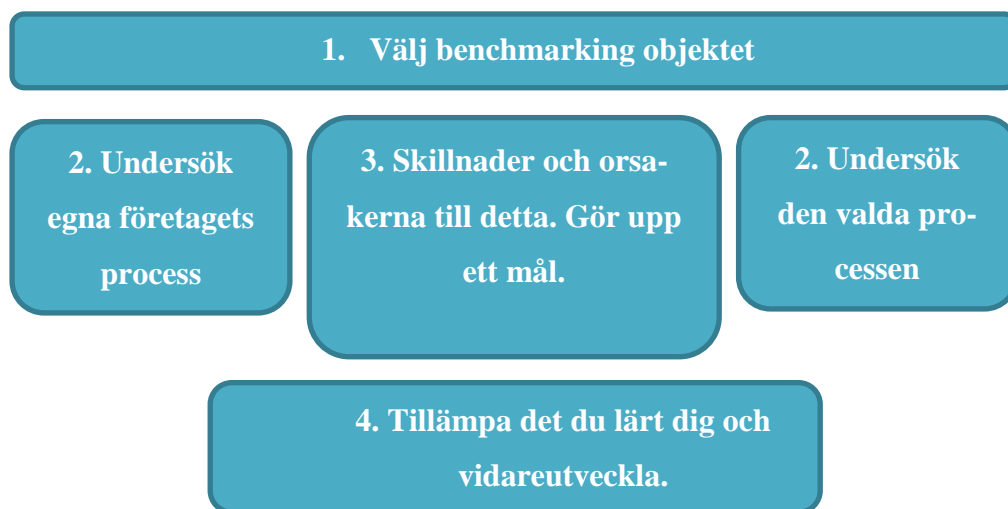 1. Välj benchmarking objektet
2. Undersök
egna företagets
process
3. Skillnader och orsa-
kerna till detta. Gör upp
ett mål.
2. Undersök
den valda pro-
cessen
4. Tillämpa det du lärt dig och
vidareutveckla.